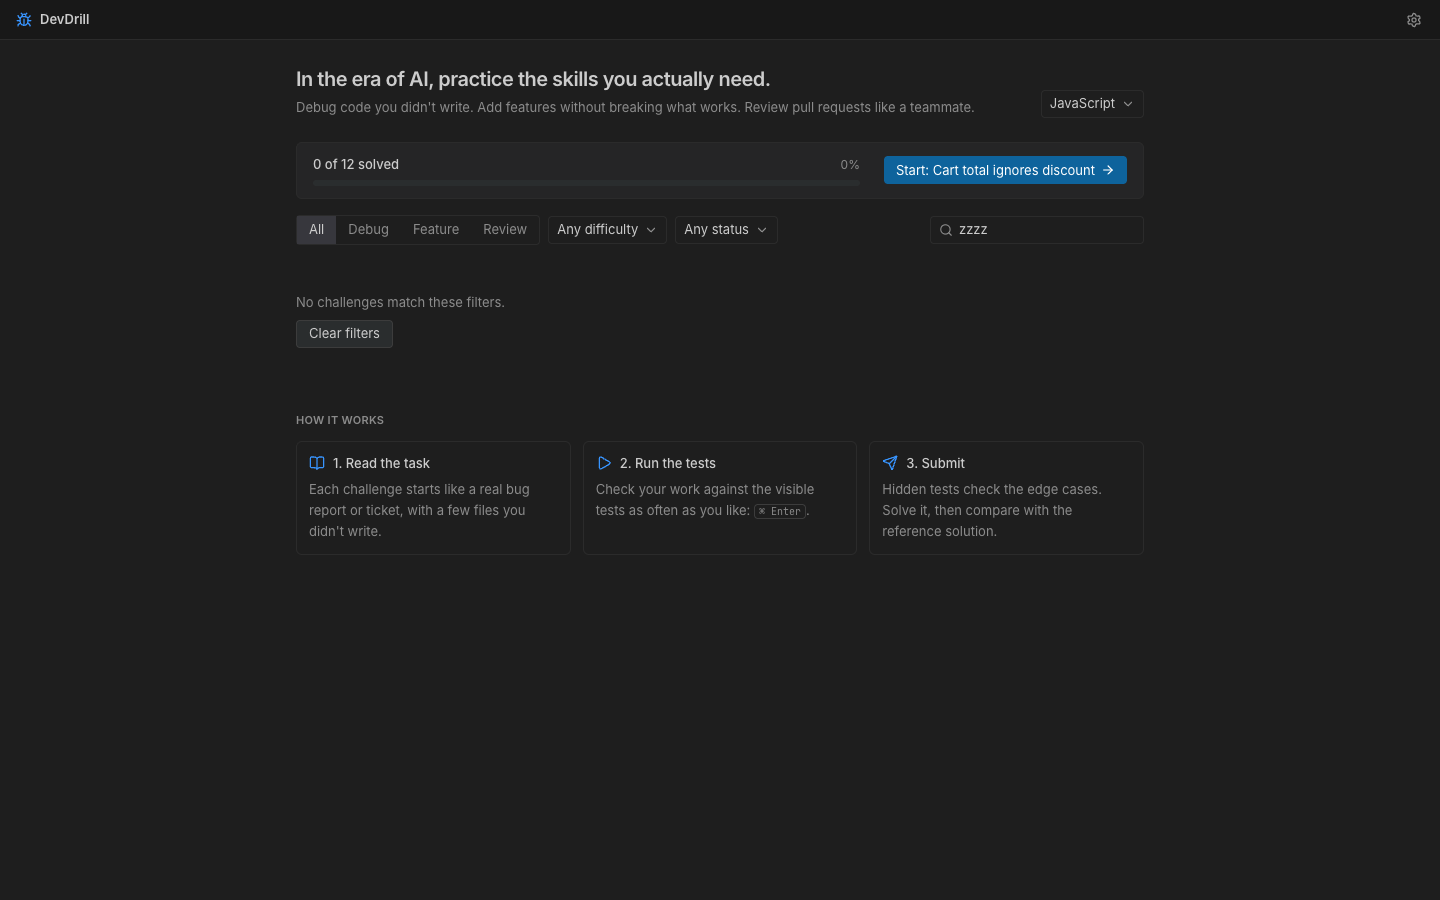 DevDrill
In the era of AI, practice the skills you actually need.
Debug code you didn't write. Add features without breaking what works. Review pull requests like a teammate.
JavaScript
0 of 12 solved
0%
Start: Cart total ignores discount →
All
Debug
Feature
Review
Any difficulty
Any status
zzzz
No challenges match these filters.
Clear filters
HOW IT WORKS
1. Read the task
Each challenge starts like a real bug
report or ticket, with a few files you
didn't write.
2. Run the tests
Check your work against the visible
tests as often as you like: ⌘ Enter.
3. Submit
Hidden tests check the edge cases.
Solve it, then compare with the
reference solution.